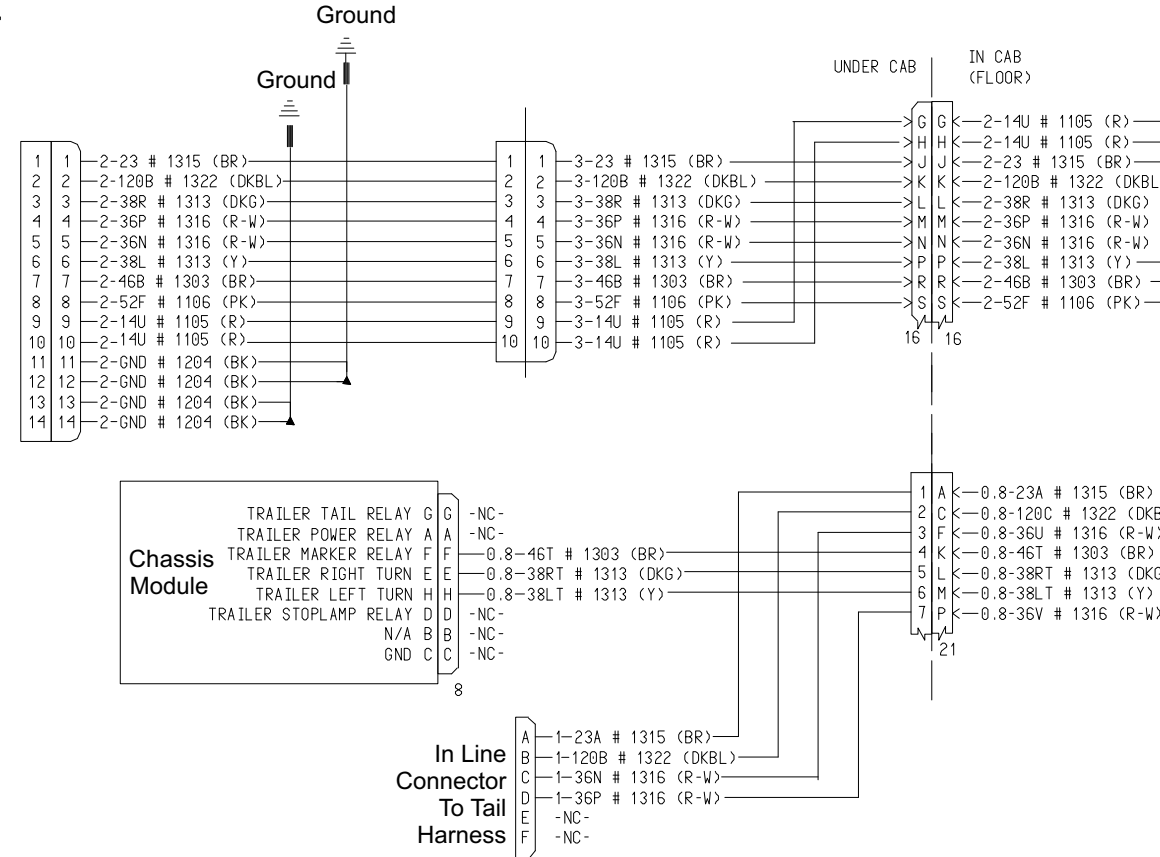 Ground
Ground
UNDER CAB
IN CAB
(FLOOR)
G G 2-14U # 1105 (R)
H H 2-14U # 1105 (R)
J J 2-23 # 1315 (BR)
K K 2-120B # 1322 (DKBL
L L 2-38R # 1313 (DKG)
M M 2-36P # 1316 (R-W)
N N 2-36N # 1316 (R-W)
P P 2-38L # 1313 (Y)
R R 2-46B # 1303 (BR)
S S 2-52F # 1106 (PK)
16 16
1 1 2-23 # 1315 (BR) 1 1 3-23 # 1315 (BR)
2 2 2-120B # 1322 (DKBL) 2 2 3-120B # 1322 (DKBL)
3 3 2-38R # 1313 (DKG) 3 3 3-38R # 1313 (DKG)
4 4 2-36P # 1316 (R-W) 4 4 3-36P # 1316 (R-W)
5 5 2-36N # 1316 (R-W) 5 5 3-36N # 1316 (R-W)
6 6 2-38L # 1313 (Y) 6 6 3-38L # 1313 (Y)
7 7 2-46B # 1303 (BR) 7 7 3-46B # 1303 (BR)
8 8 2-52F # 1106 (PK) 8 8 3-52F # 1106 (PK)
9 9 2-14U # 1105 (R) 9 9 3-14U # 1105 (R)
10 10 2-14U # 1105 (R) 10 10 3-14U # 1105 (R)
11 11 2-GND # 1204 (BK)
12 12 2-GND # 1204 (BK)
13 13 2-GND # 1204 (BK)
14 14 2-GND # 1204 (BK)
Chassis
Module
TRAILER TAIL RELAY G G -NC-
TRAILER POWER RELAY A A -NC-
TRAILER MARKER RELAY F F 0.8-46T # 1303 (BR)
TRAILER RIGHT TURN E E 0.8-38RT # 1313 (DKG)
TRAILER LEFT TURN H H 0.8-38LT # 1313 (Y)
TRAILER STOPLAMP RELAY D D -NC-
N/A B B -NC-
GND C C -NC-
8
1 A 0.8-23A # 1315 (BR)
2 C 0.8-120C # 1322 (DKB
3 F 0.8-36U # 1316 (R-W)
4 K 0.8-46T # 1303 (BR)
5 L 0.8-38RT # 1313 (DKG
6 M 0.8-38LT # 1313 (Y)
7 P 0.8-36V # 1316 (R-W)
21
In Line
Connector
To Tail
Harness
A 1-23A # 1315 (BR)
B 1-120B # 1322 (DKBL)
C 1-36N # 1316 (R-W)
D 1-36P # 1316 (R-W)
E -NC-
F -NC-